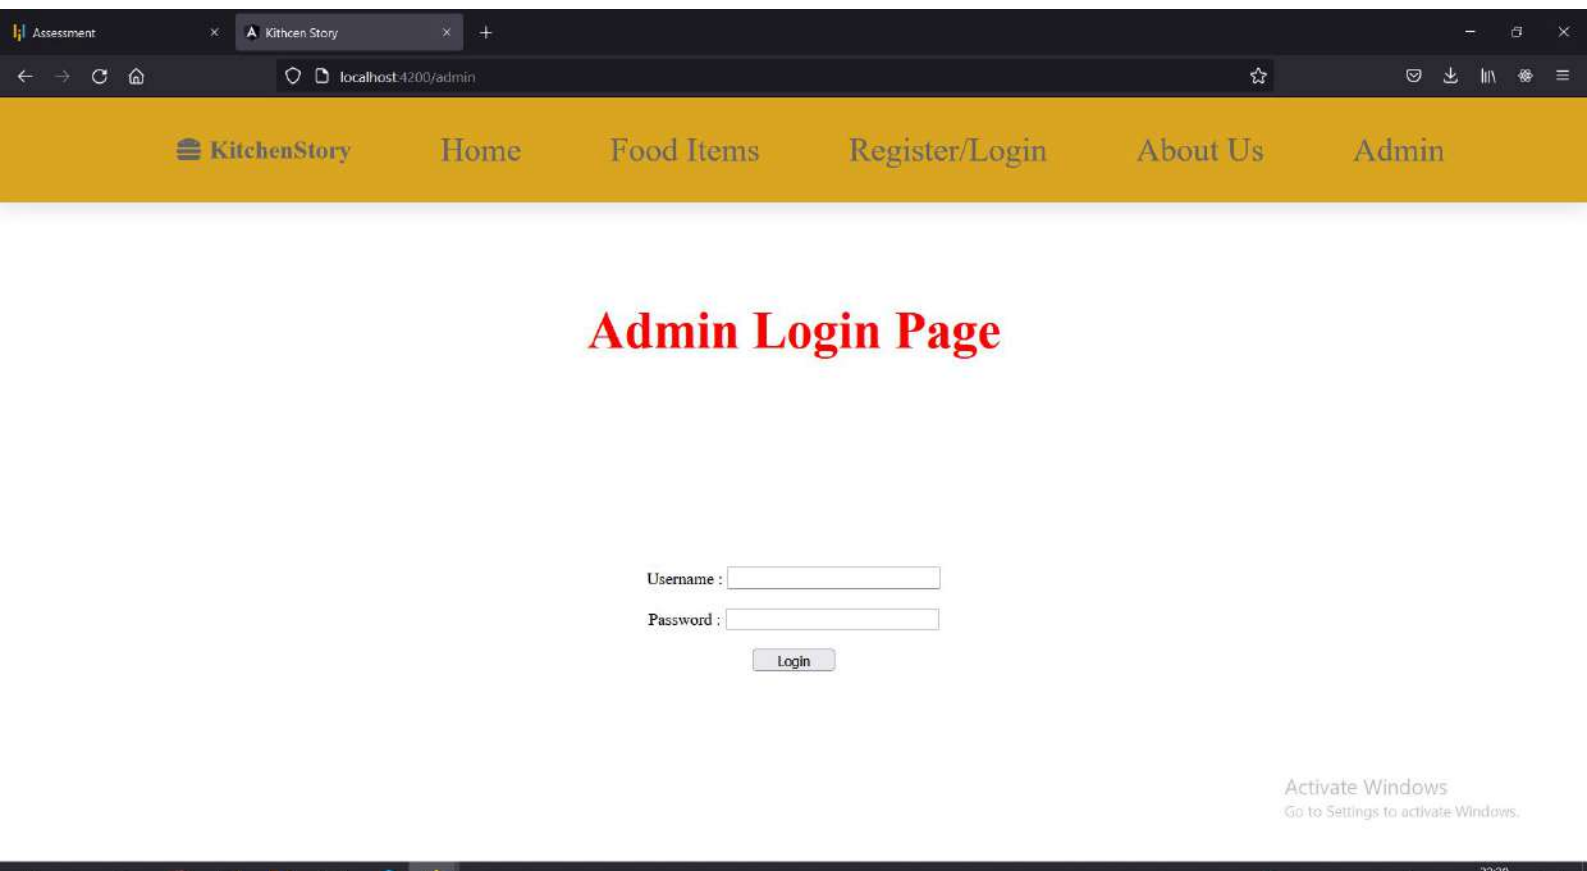 Assessment
Kithcen Story
localhost:4200/admin
KitchenStory Home Food Items Register/Login About Us Admin
Admin Login Page
Username :
Password :
Login
Activate Windows
Go to Settings to activate Windows.